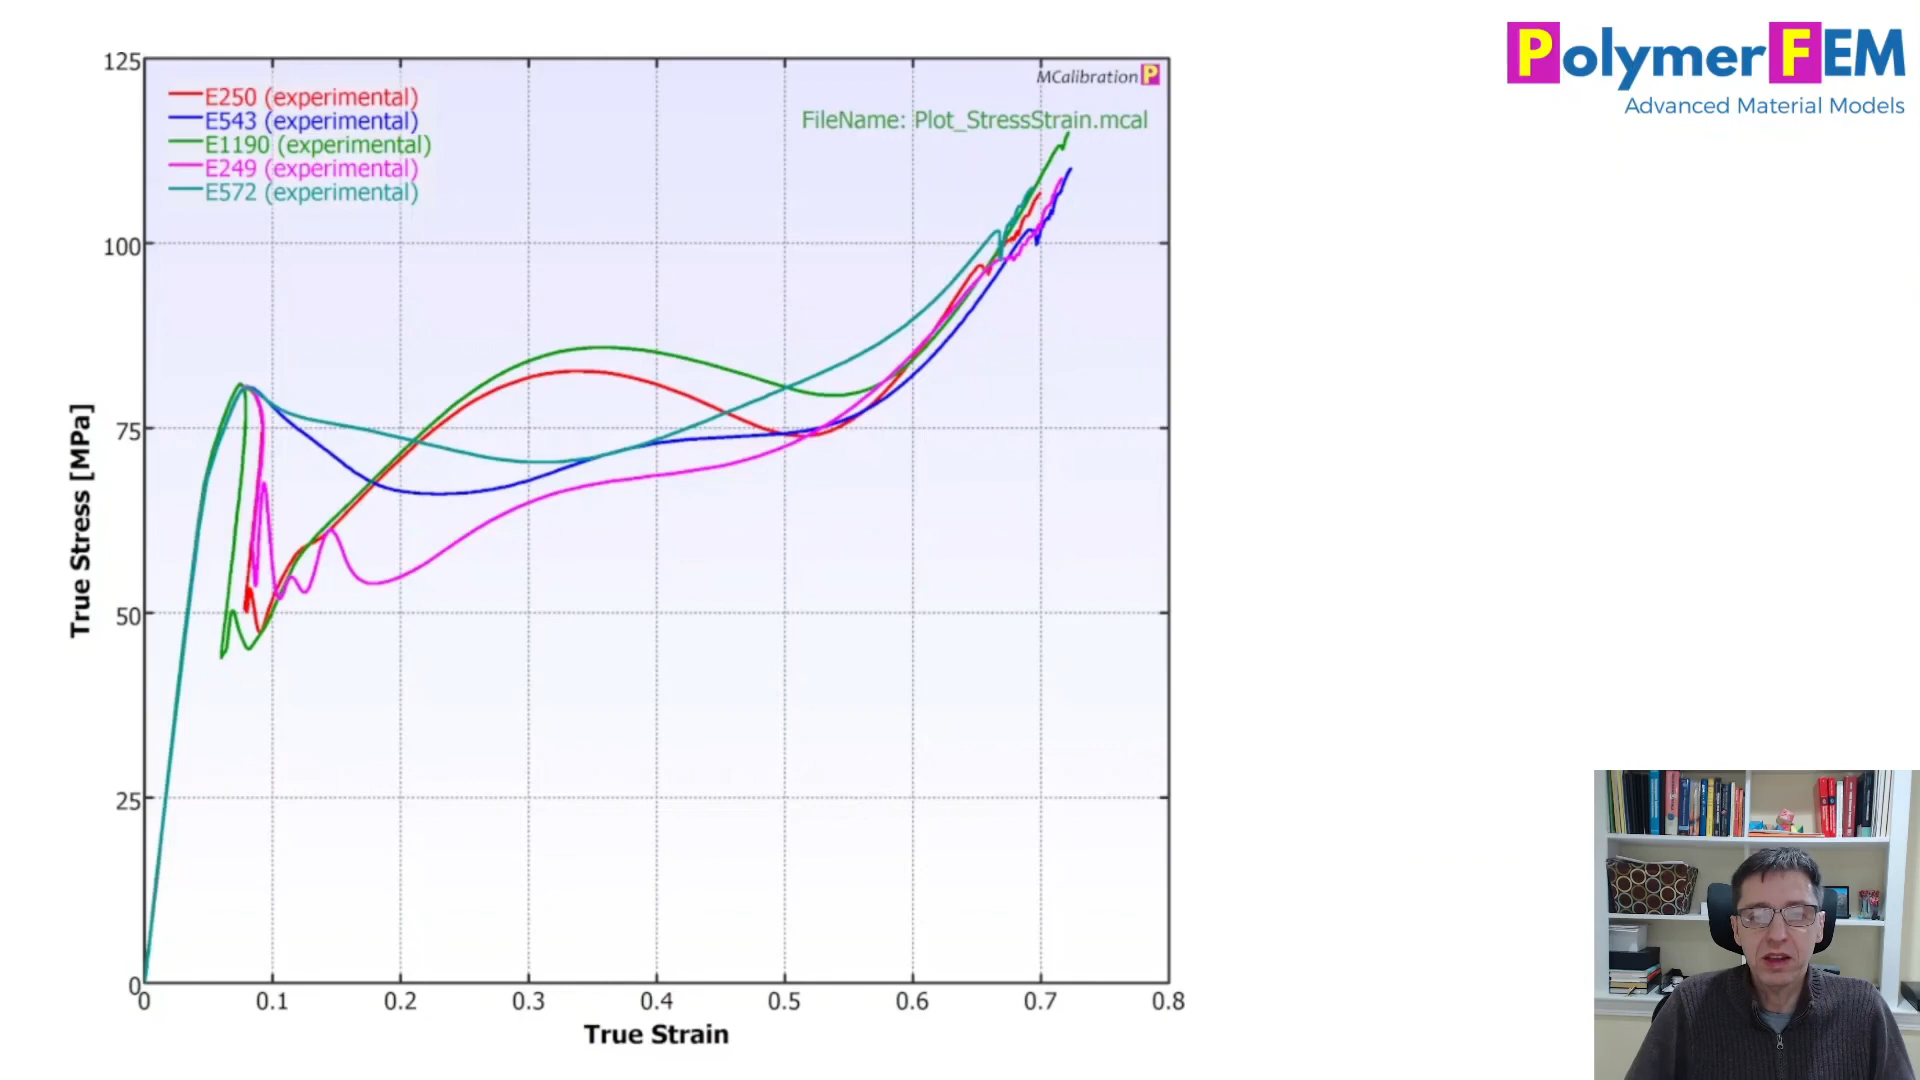 PolymerFEM
Advanced Material Models
MCalibration P
FileName: Plot_StressStrain.mcal
E250 (experimental)
E543 (experimental)
E1190 (experimental)
E249 (experimental)
E572 (experimental)
125
100
75
50
25
0
True Stress [MPa]
0 0.1 0.2 0.3 0.4 0.5 0.6 0.7 0.8
True Strain